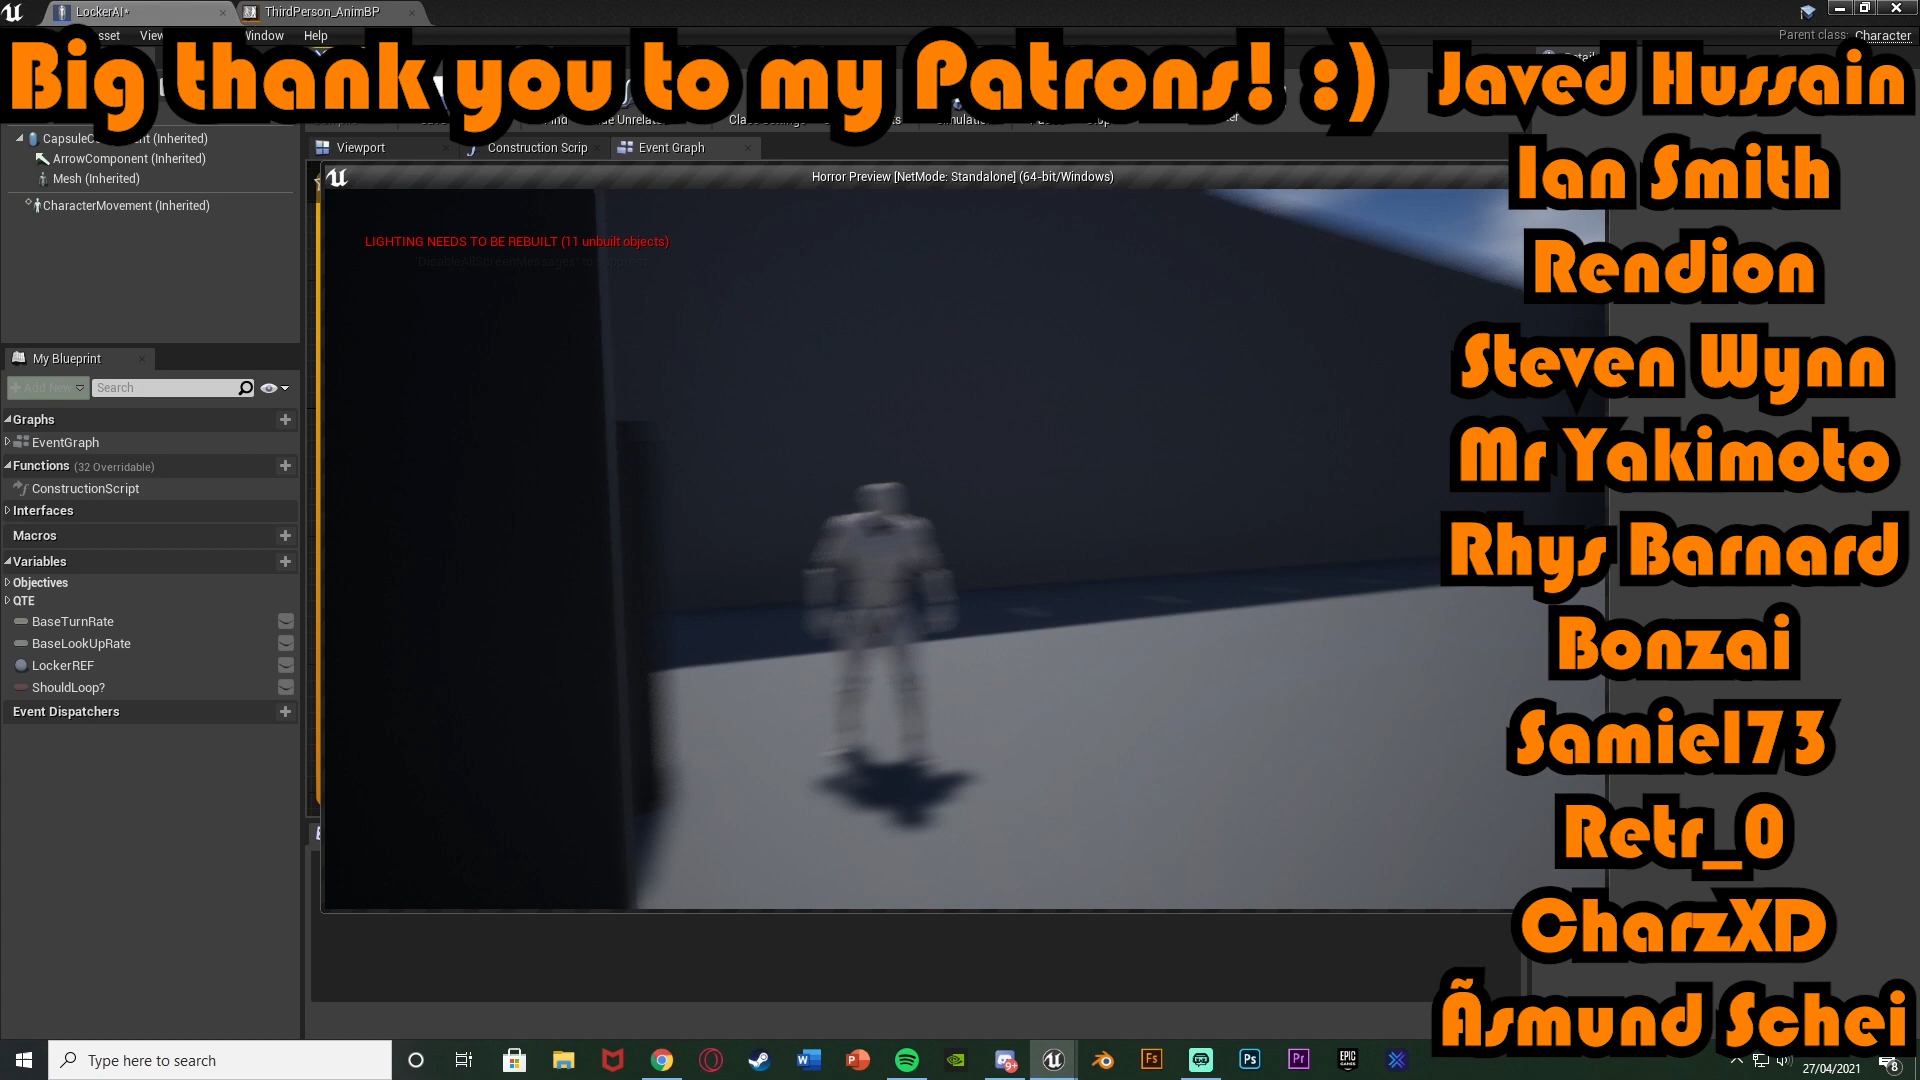 LockerAI*
ThirdPerson_AnimBP
Window
Help
Parent class: Character
Big thank you to my Patrons! :)
Javed Hussain
Ian Smith
Rendion
Steven Wynn
Mr Yakimoto
Rhys Barnard
Bonzai
Samiel73
Retr_0
CharzXD
Ãsmund Schei
ArrowComponent (Inherited)
Mesh (Inherited)
CharacterMovement (Inherited)
Viewport
Construction Scrip
Event Graph
Horror Preview [NetMode: Standalone] (64-bit/Windows)
LIGHTING NEEDS TO BE REBUILT (11 unbuilt objects)
My Blueprint
Add New
Search
Graphs
EventGraph
Functions (32 Overridable)
ConstructionScript
Interfaces
Macros
Variables
Objectives
QTE
BaseTurnRate
BaseLookUpRate
LockerREF
ShouldLoop?
Event Dispatchers
Type here to search
27/04/2021
8